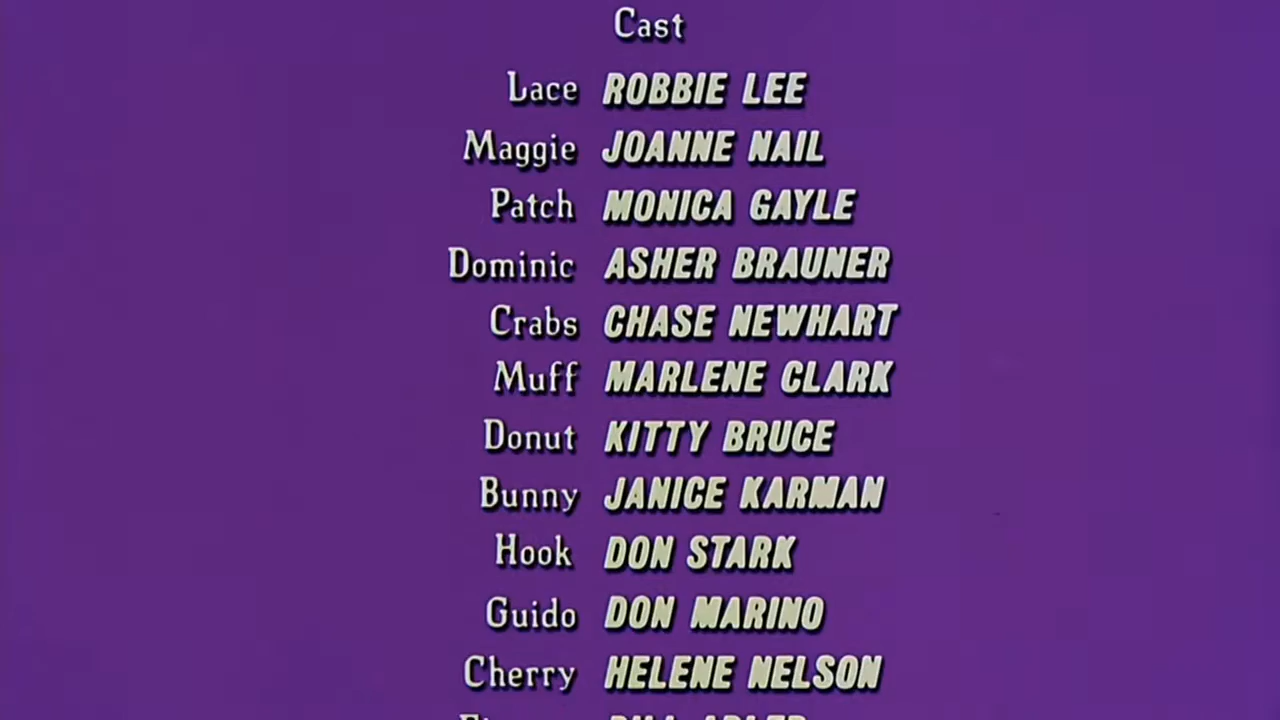 Cast
Lace ROBBIE LEE
Maggie JOANNE NAIL
Patch MONICA GAYLE
Dominic ASHER BRAUNER
Crabs CHASE NEWHART
Muff MARLENE CLARK
Donut KITTY BRUCE
Bunny JANICE KARMAN
Hook DON STARK
Guido DON MARINO
Cherry HELENE NELSON